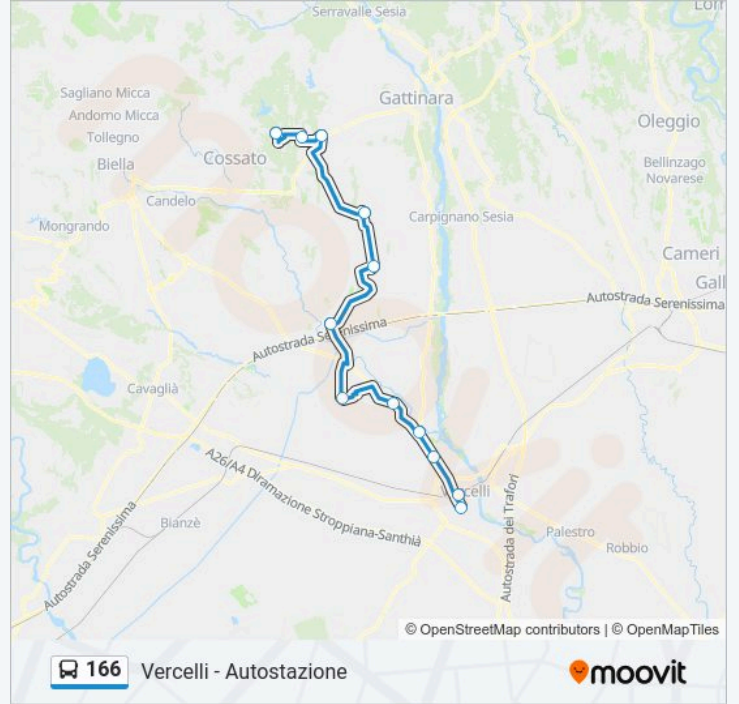 Lon
Serravalle Sesia
Sagliano Micca
Gattinara
Andorno Micca
Oleggio
Tollegno
Biella
Cossato
Bellinzago
Novarese
Candelo
Carpignano Sesia
Mongrando
Cameri
Gall
Autostrada Serenissima
Autostrada Serenissima
Cavaglià
A26/A4 Diramazione Stroppiana-Santhià
Vercelli
Autostrada dei Trafori
Bianzè
Palestro
Robbio
Autostrada Serenissima
© OpenStreetMap contributors | © OpenMapTiles
166 Vercelli - Autostazione
moovit